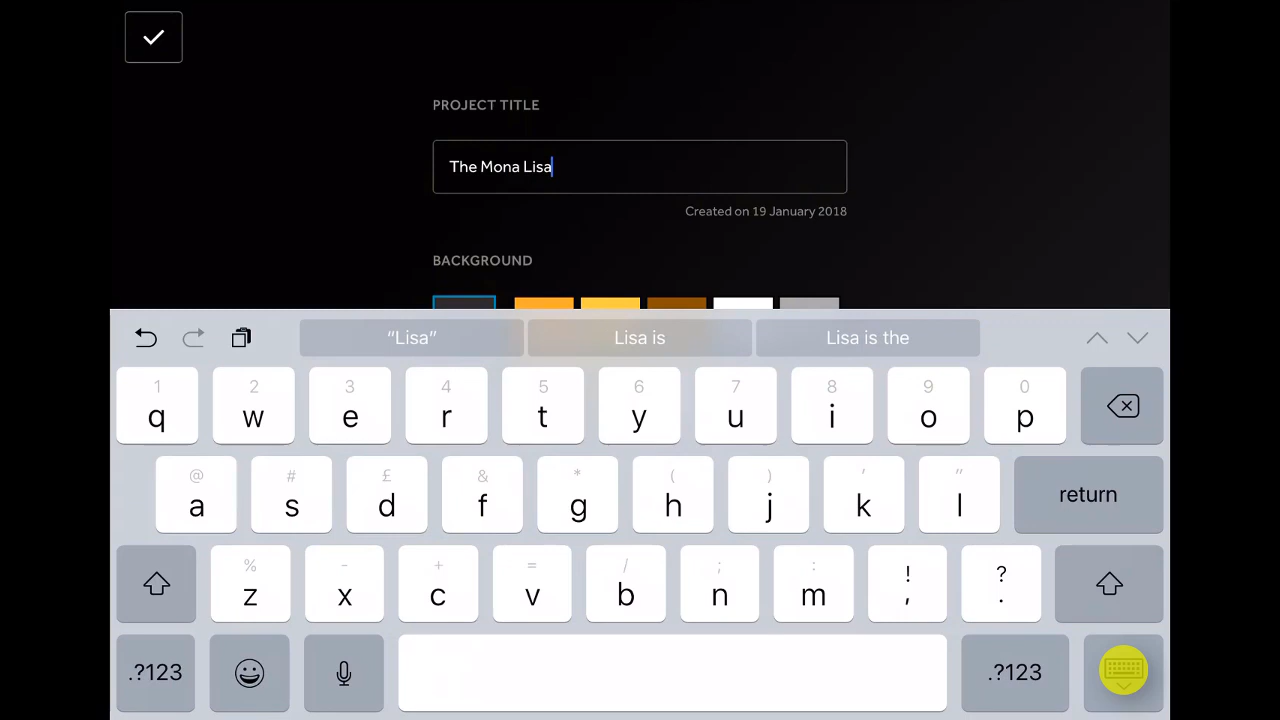 PROJECT TITLE
The Mona Lisa
Created on 19 January 2018
BACKGROUND
“Lisa” Lisa is Lisa is the
1 2 3 4 5 6 7 8 9 0
q w e r t y u i o p
@ # £ & * ( ) ' "
a s d f g h j k l return
% - + = / ; : ! ?
z x c v b n m , .
.?123 .?123